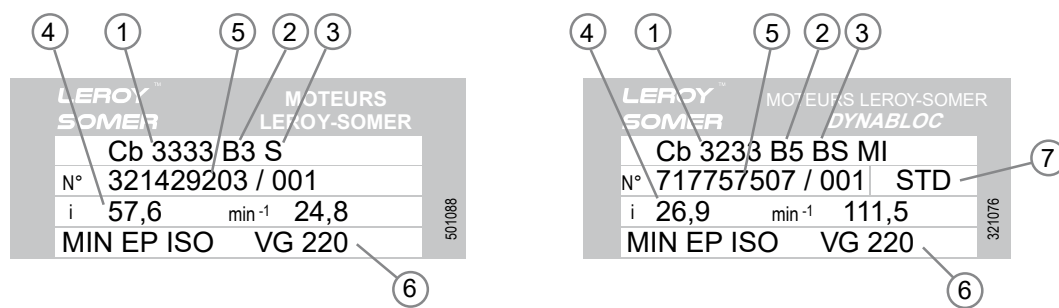 4 1 5 2 3
LEROY™ SOMER
MOTEURS LEROY-SOMER
Cb 3333 B3 S
N° 321429203 / 001
i 57,6 min-1 24,8
MIN EP ISO VG 220
501088
6
4 1 5 2 3
LEROY™ SOMER
MOTEURS LEROY-SOMER
DYNABLOC
Cb 3233 B5 BS MI
7
N° 717757507 / 001 STD
i 26,9 min-1 111,5
MIN EP ISO VG 220
321076
6